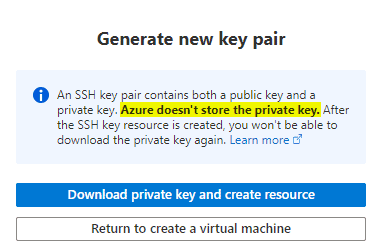 Generate new key pair
An SSH key pair contains both a public key and a
private key. Azure doesn't store the private key. After
the SSH key resource is created, you won't be able to
download the private key again. Learn more
Download private key and create resource
Return to create a virtual machine